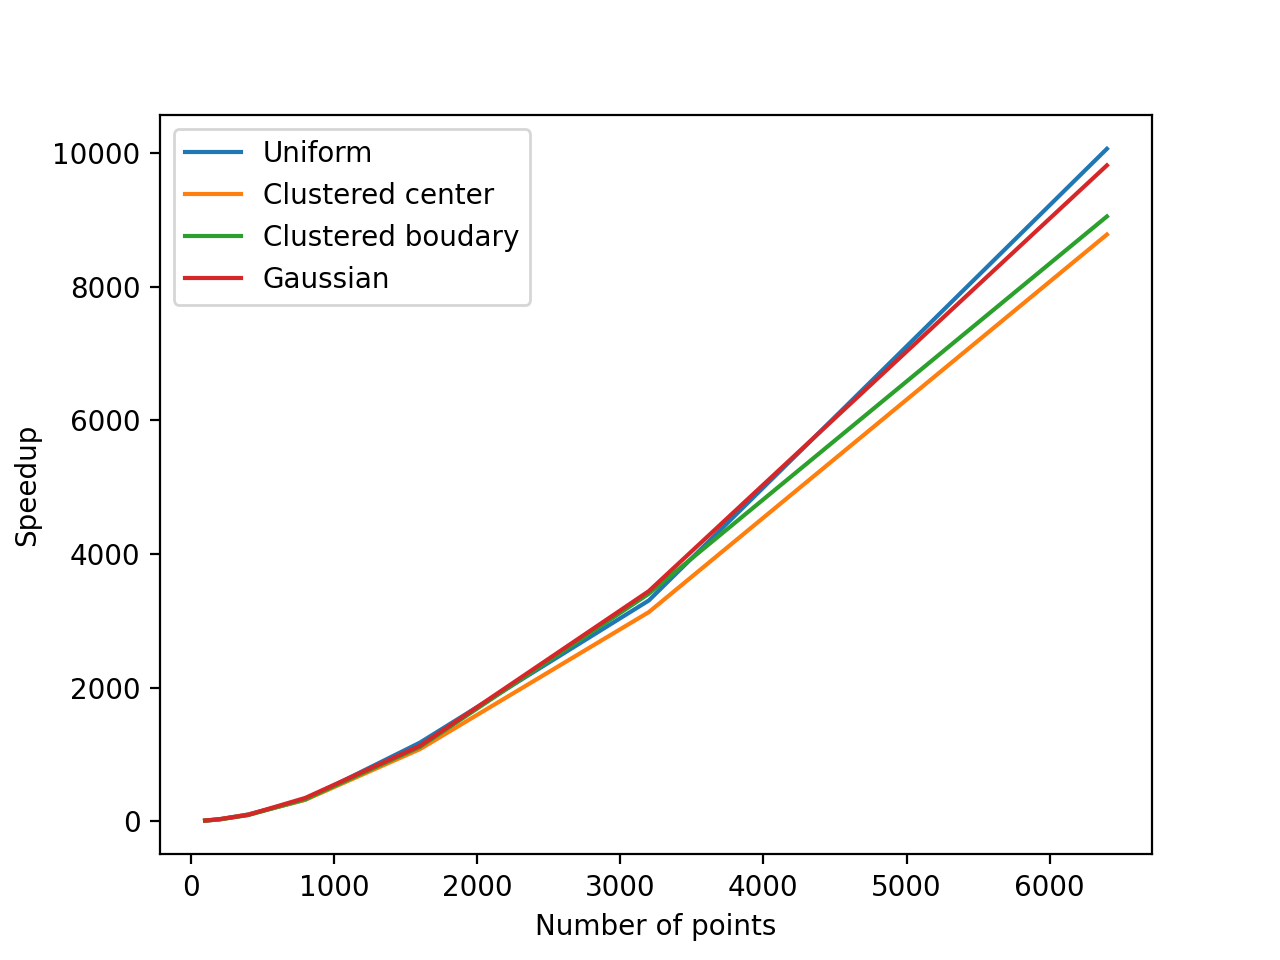 Uniform
Clustered center
Clustered boudary
Gaussian
10000
8000
6000
4000
2000
0
Speedup
0 1000 2000 3000 4000 5000 6000
Number of points